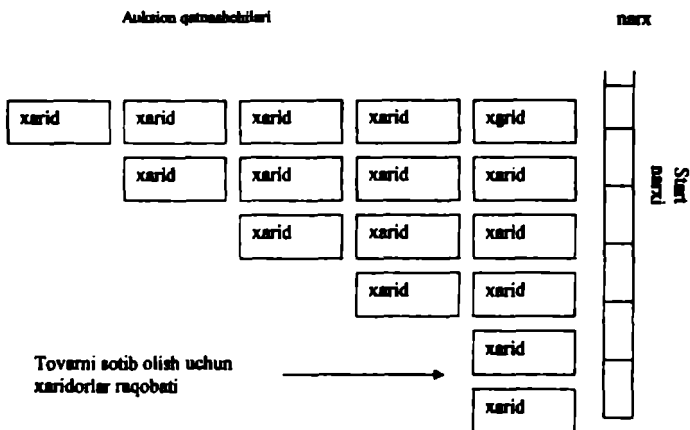 Auksion qatnashchilari narx
xarid xarid xarid xarid xarid
xarid xarid xarid xarid
xarid xarid xarid
xarid xarid
xarid
xarid
Start
narxi
Tovarni sotib olish uchun
xaridorlar raqobati